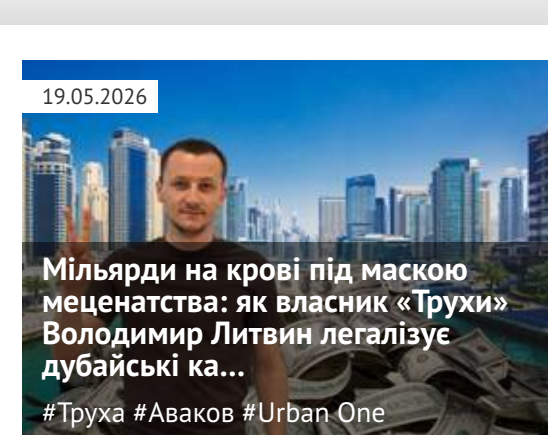 19.05.2026
Мільярди на крові під маскою
меценатства: як власник «Трухи»
Володимир Литвин легалізує
дубайські ка...
#Труха #Аваков #Urban One